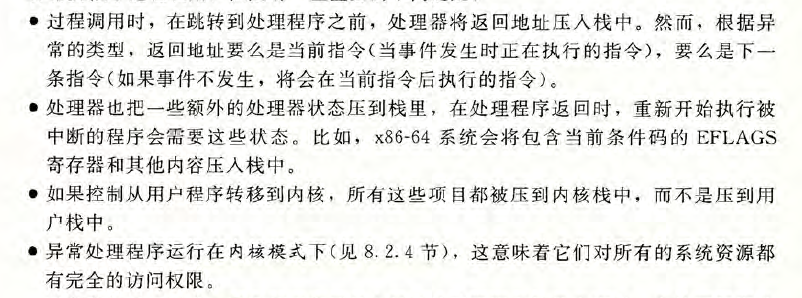 ● 过程调用时，在跳转到处理程序之前，处理器将返回地址压入栈中。然而，根据异
常的类型，返回地址要么是当前指令(当事件发生时正在执行的指令)，要么是下一
条指令(如果事件不发生，将会在当前指令后执行的指令)。
● 处理器也把一些额外的处理器状态压到栈里，在处理程序返回时，重新开始执行被
中断的程序会需要这些状态。比如，x86-64 系统会将包含当前条件码的 EFLAGS
寄存器和其他内容压入栈中。
● 如果控制从用户程序转移到内核，所有这些项目都被压到内核栈中，而不是压到用
户栈中。
● 异常处理程序运行在内核模式下(见 8.2.4 节)，这意味着它们对所有的系统资源都
有完全的访问权限。